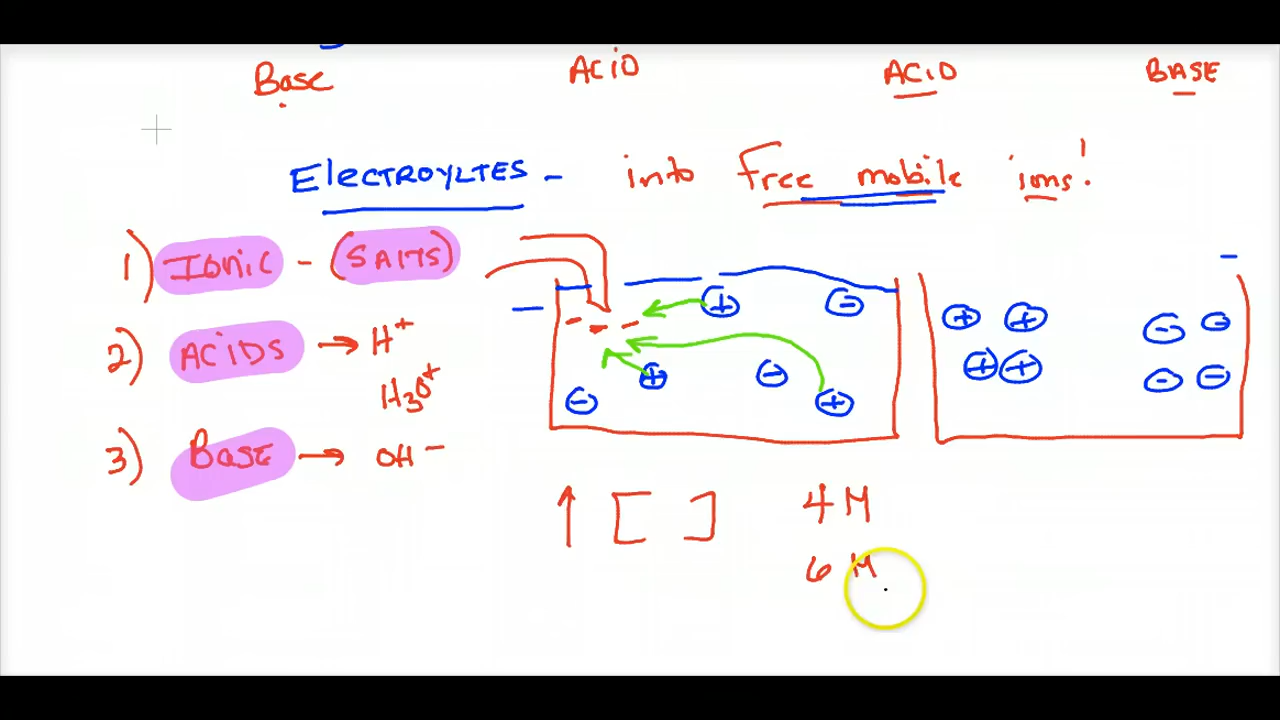 Base ACID ACID BASE
ElecTROYLTES - into free mobile ions!
1) Ionic - (SAlTS)
2) ACIDS → H+
H3O+
3) Base → OH-
+ -
- + - +
+ + - -
+ + - -
↑ [ ] 4 M
6 M